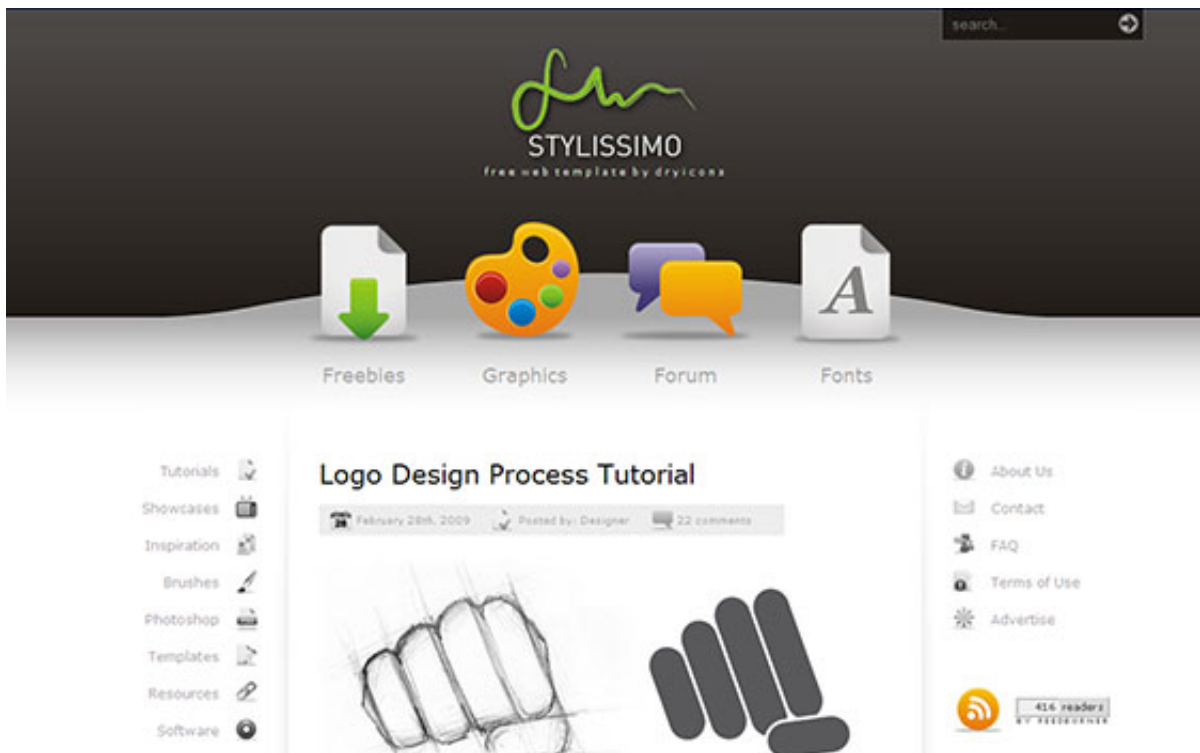 search...
STYLISSIMO
free web template by dryicons
A
Freebies
Graphics
Forum
Fonts
Tutorials
Showcases
Inspiration
Brushes
Photoshop
Templates
Resources
Software
Logo Design Process Tutorial
February 28th, 2009
Posted by: Designer
22 comments
About Us
Contact
FAQ
Terms of Use
Advertise
416 readers
BY FEEDBURNER